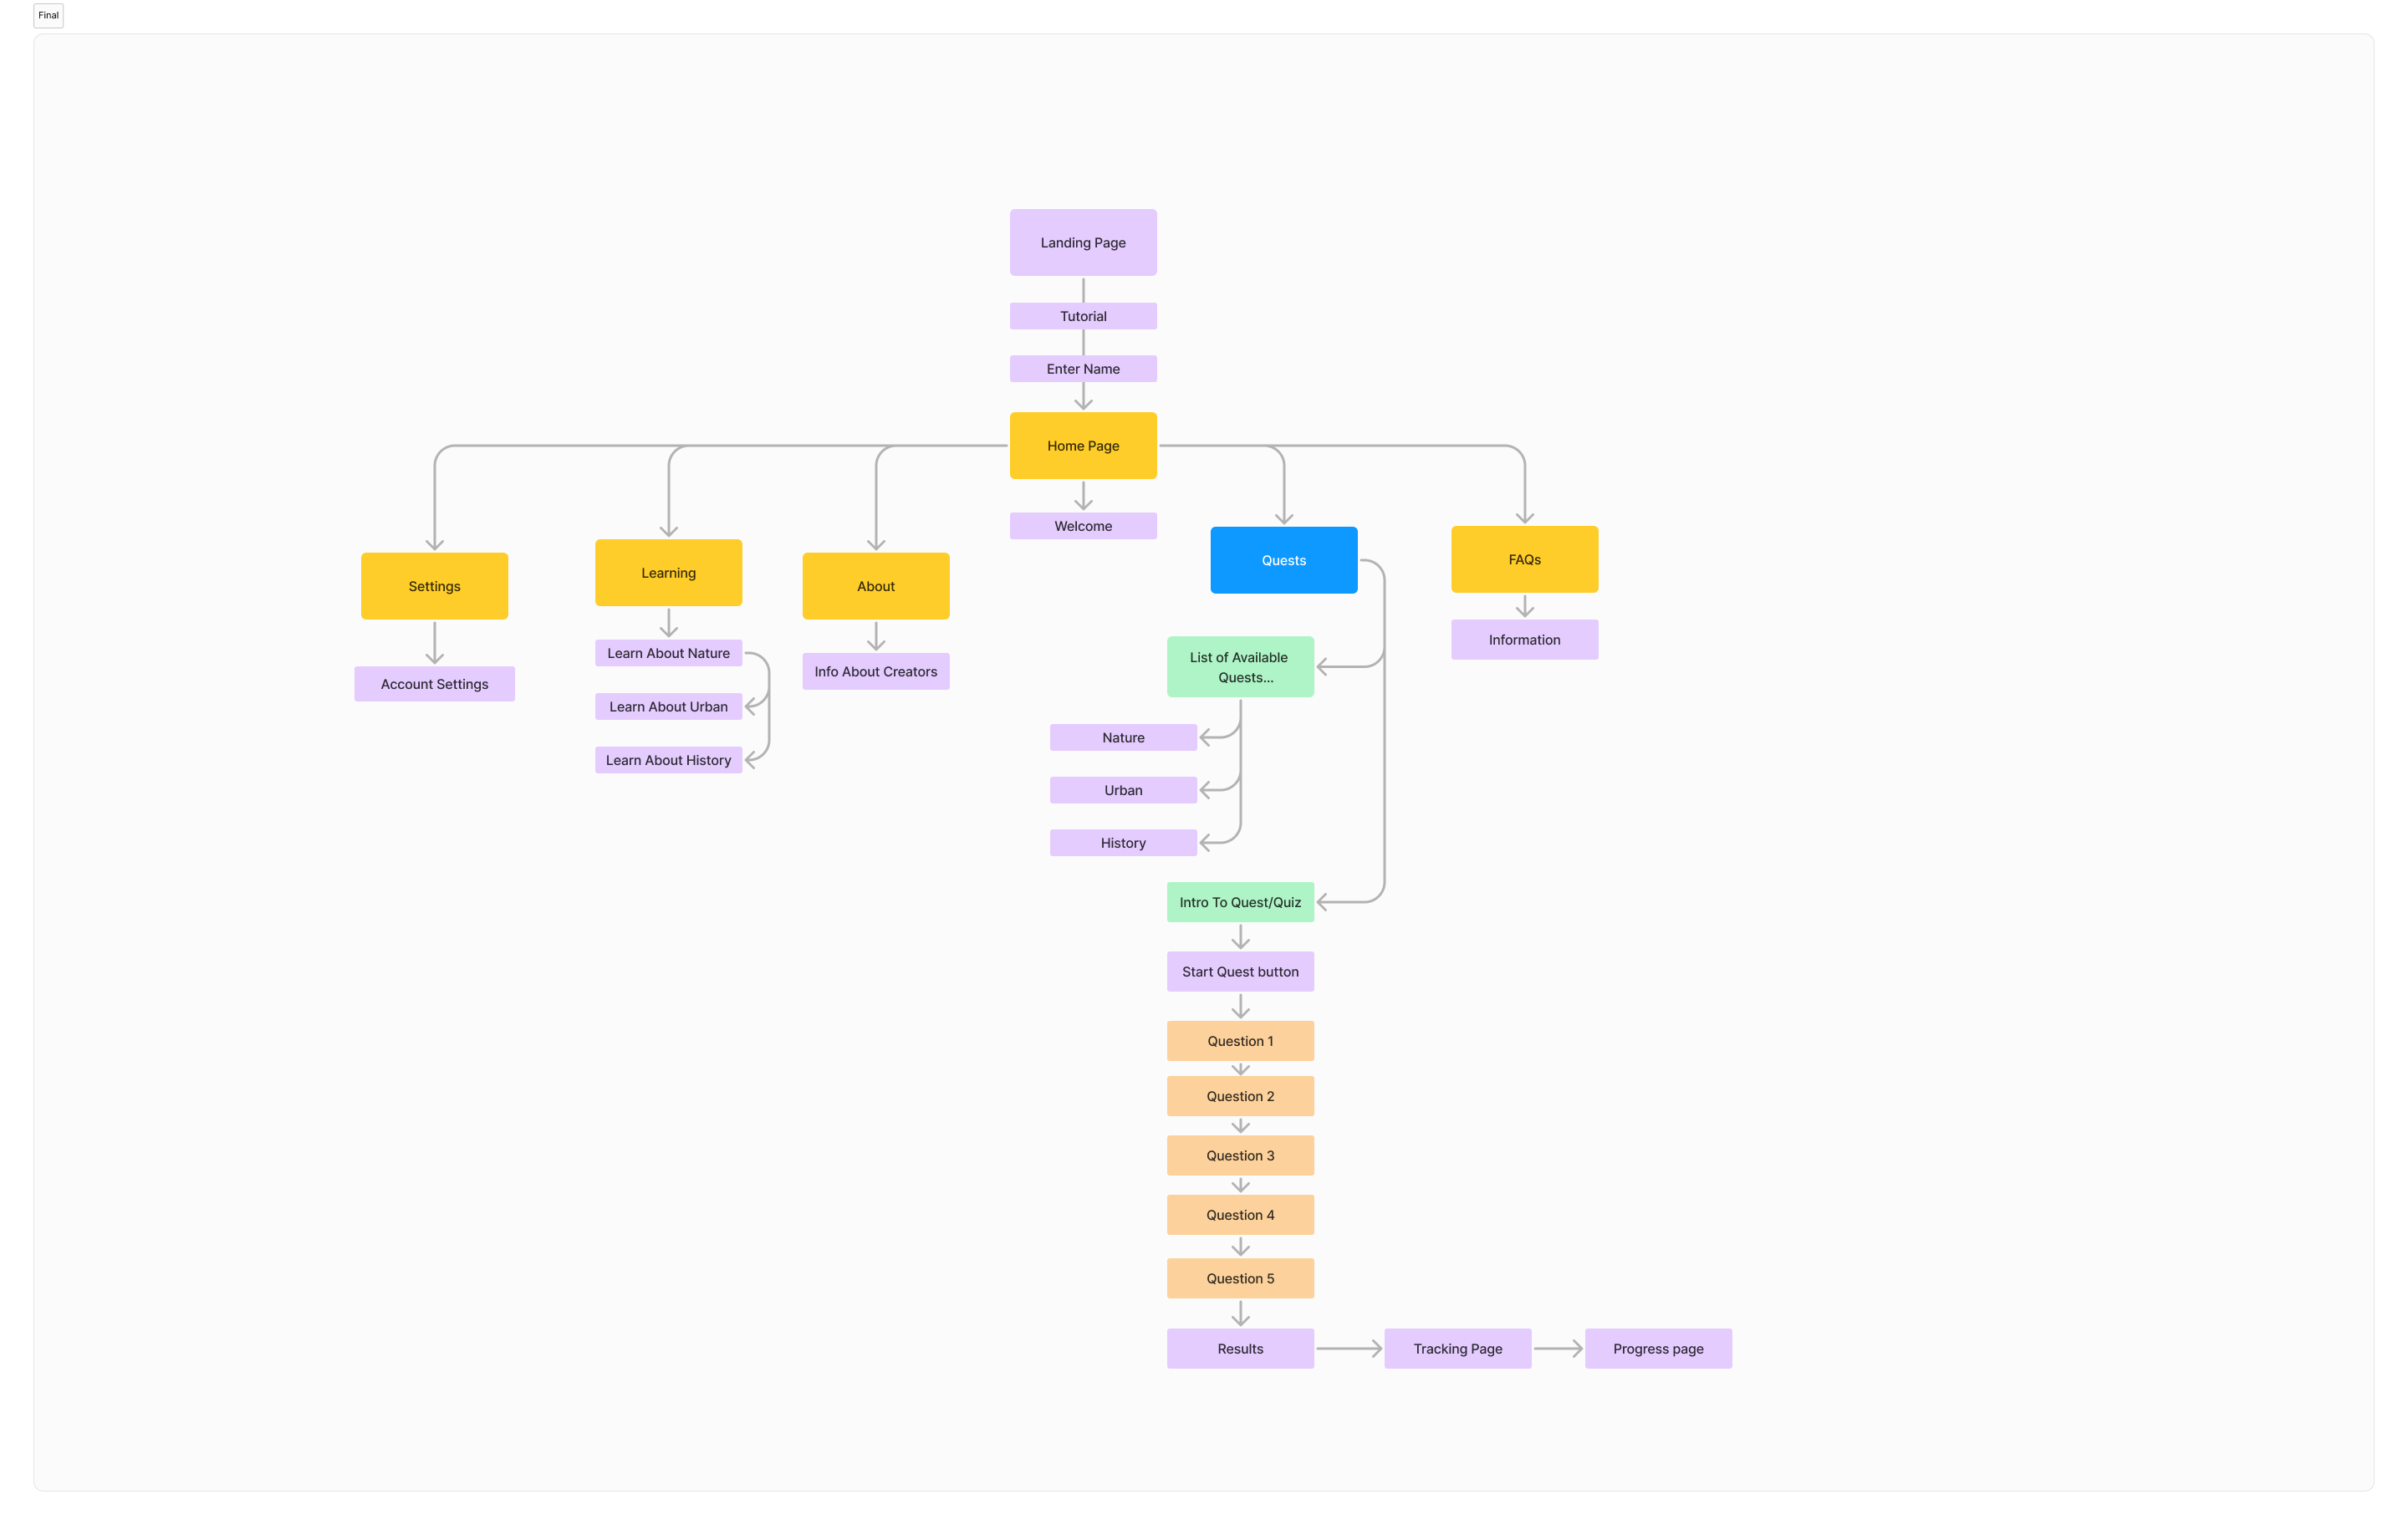 Final
Landing Page
Tutorial
Enter Name
Home Page
Welcome
Settings
Account Settings
Learning
Learn About Nature
Learn About Urban
Learn About History
About
Info About Creators
Quests
List of Available
Quests...
Nature
Urban
History
Intro To Quest/Quiz
Start Quest button
Question 1
Question 2
Question 3
Question 4
Question 5
Results
Tracking Page
Progress page
FAQs
Information